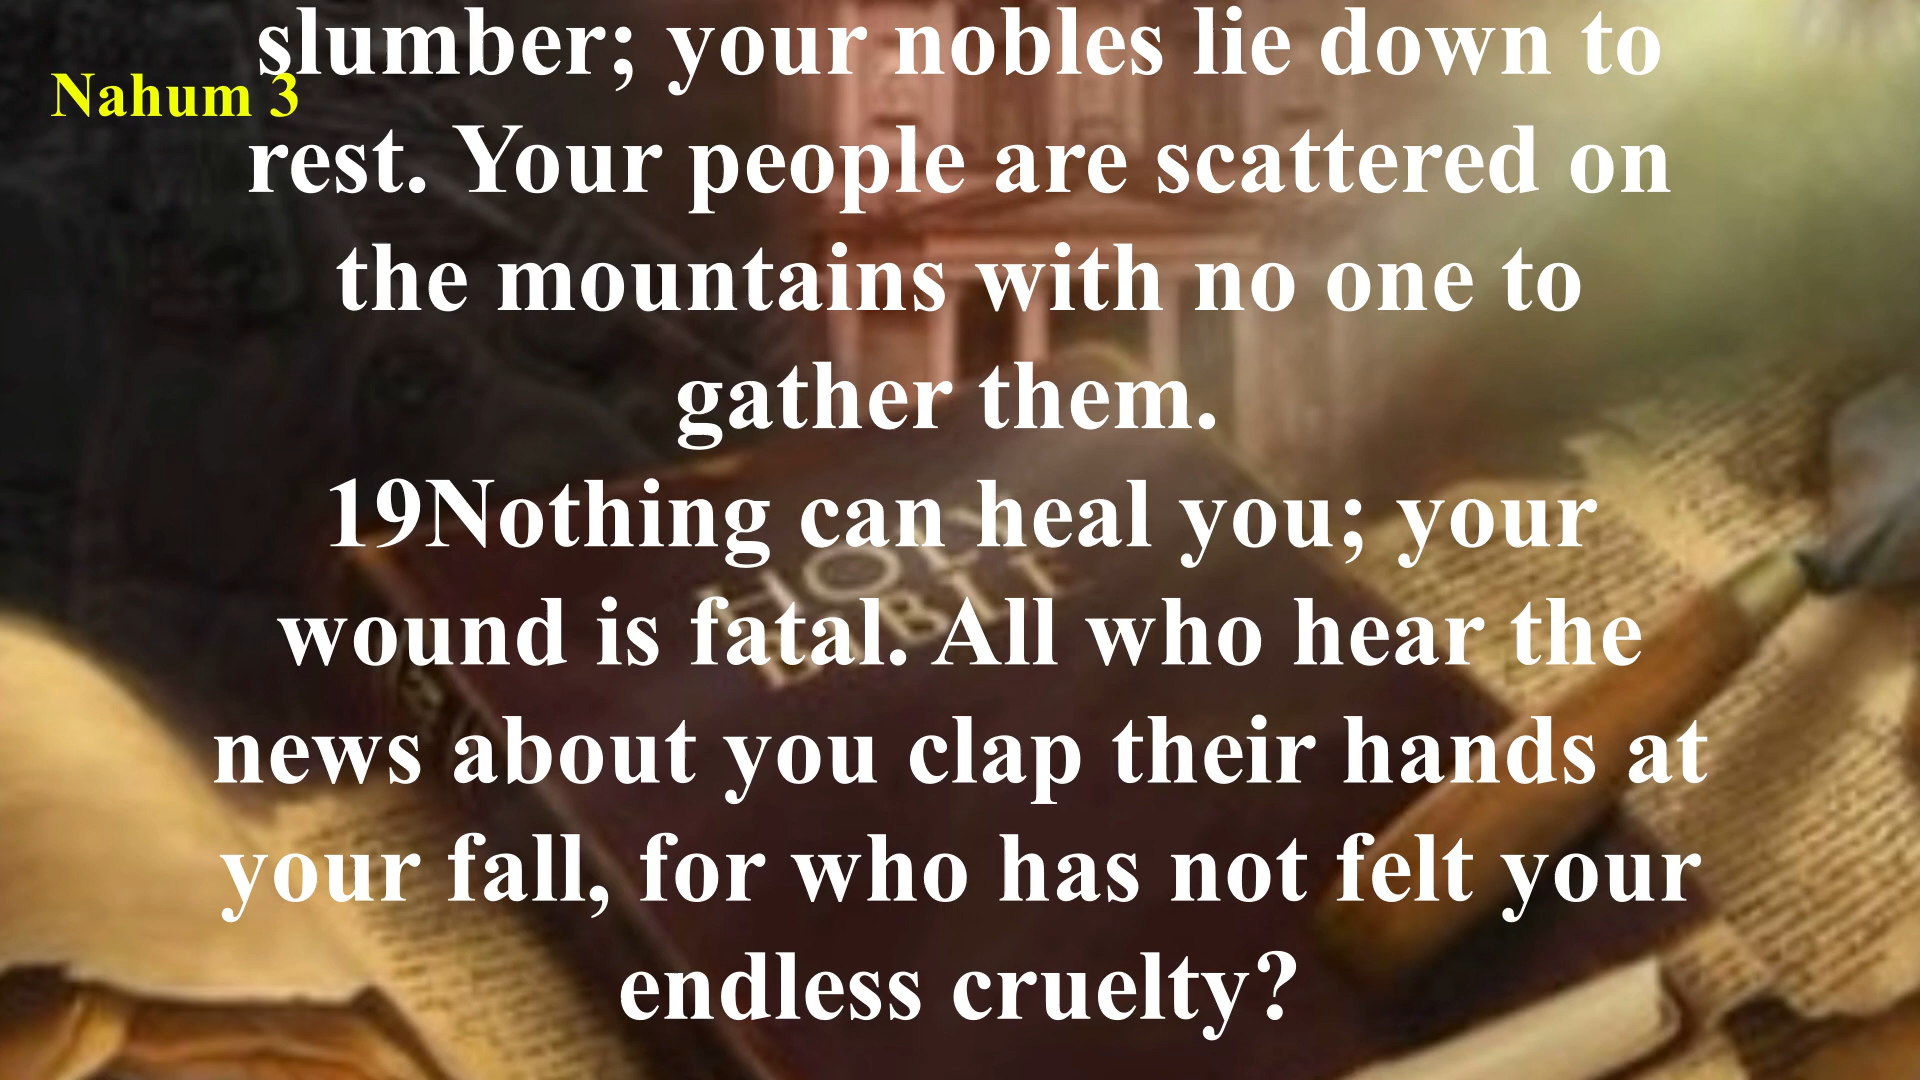 slumber; your nobles lie down to
Nahum 3
rest. Your people are scattered on
the mountains with no one to
gather them.
19Nothing can heal you; your
wound is fatal. All who hear the
news about you clap their hands at
your fall, for who has not felt your
endless cruelty?
HOLY
BIBLE